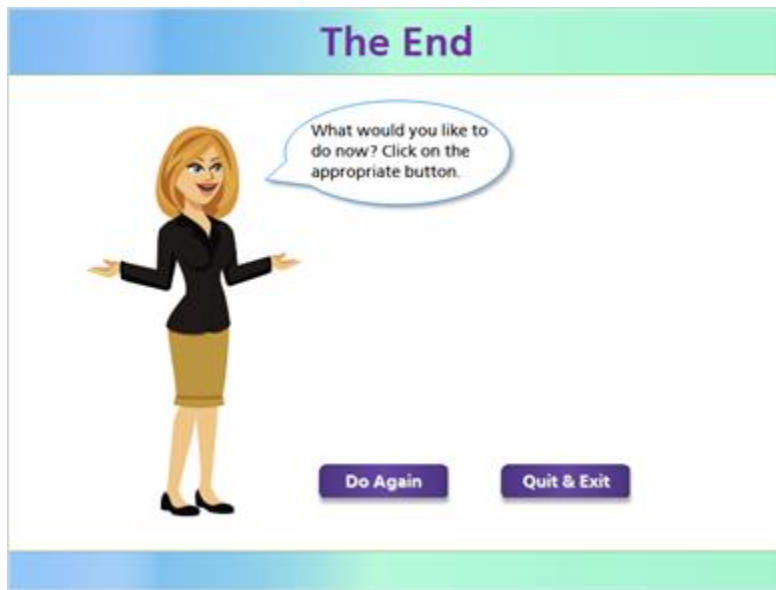 The End
What would you like to
do now? Click on the
appropriate button.
Do Again
Quit & Exit